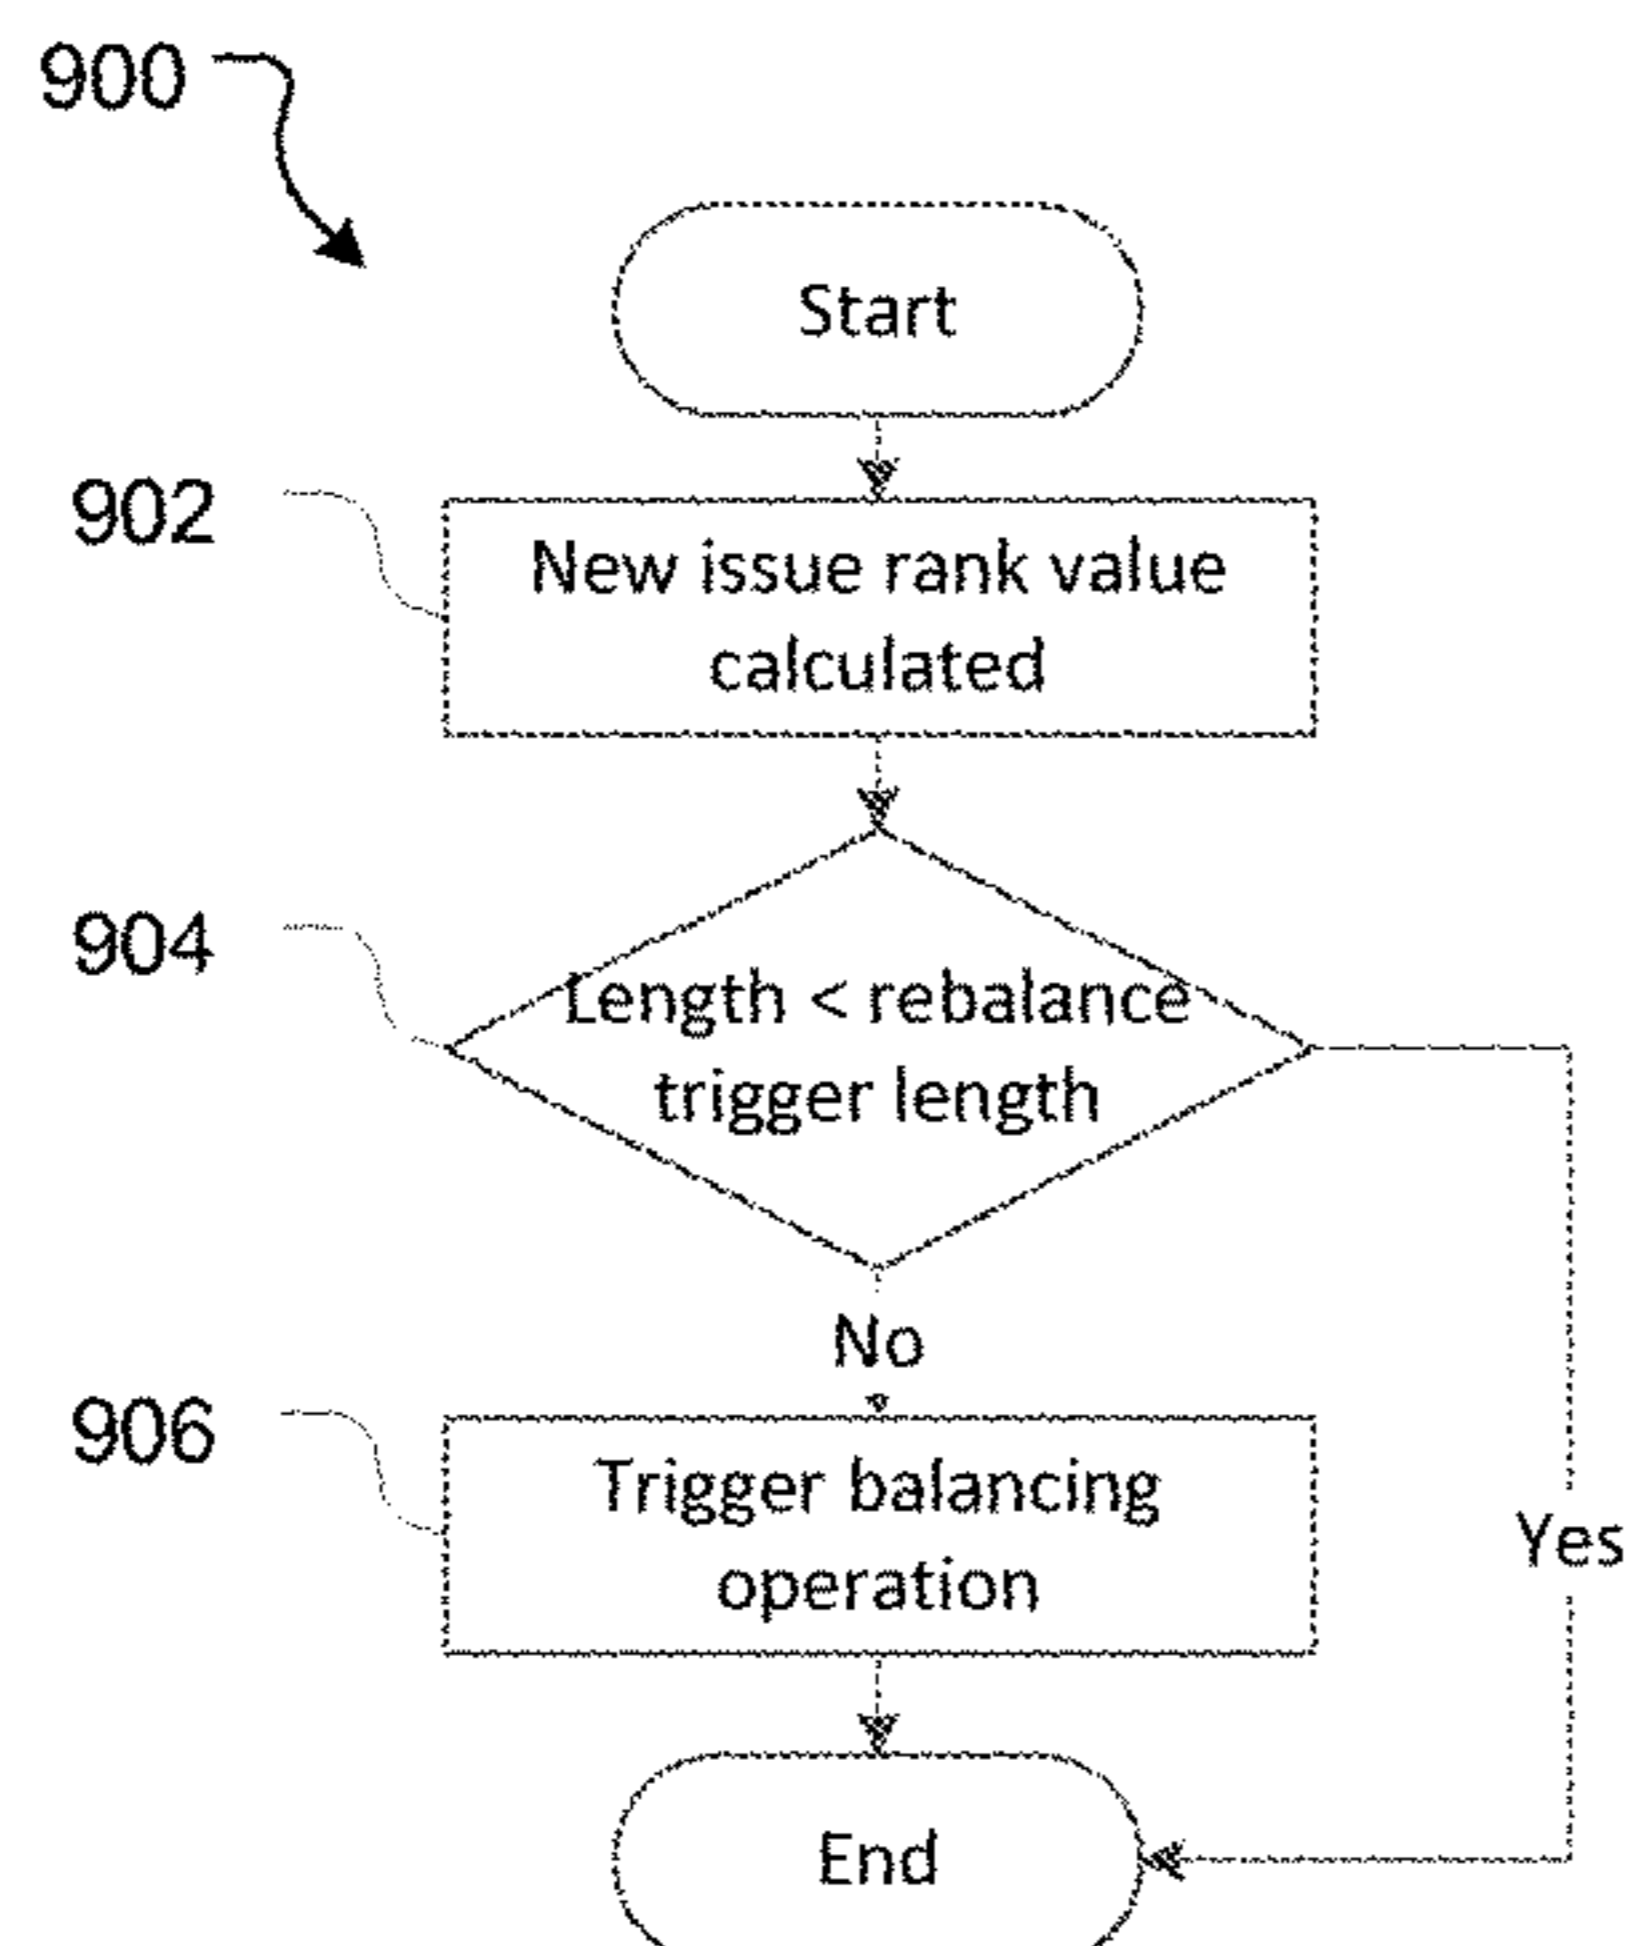 900
Start
902
New issue rank value
calculated
904
Length < rebalance
trigger length
No
906
Trigger balancing
operation
Yes
End